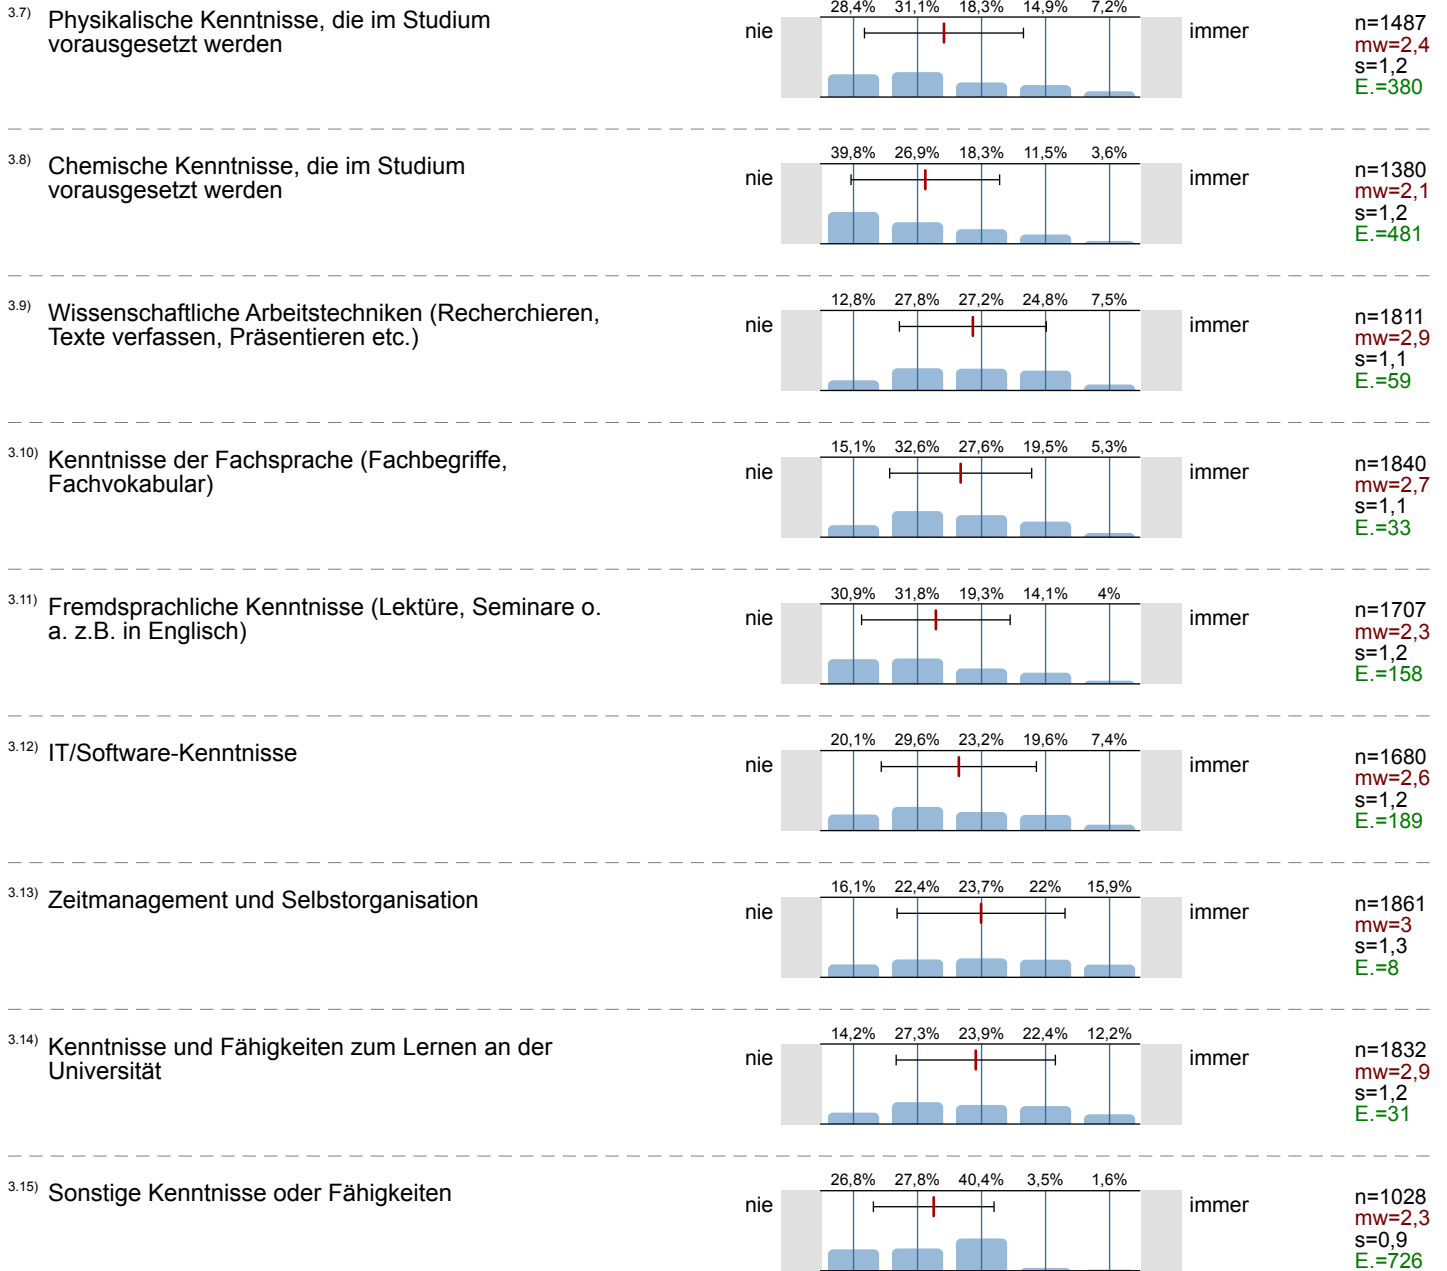 3.7) Physikalische Kenntnisse, die im Studium
vorausgesetzt werden
28,4% 31,1% 18,3% 14,9% 7,2%
nie immer
n=1487
mw=2,4
s=1,2
E.=380
3.8) Chemische Kenntnisse, die im Studium
vorausgesetzt werden
39,8% 26,9% 18,3% 11,5% 3,6%
nie immer
n=1380
mw=2,1
s=1,2
E.=481
3.9) Wissenschaftliche Arbeitstechniken (Recherchieren,
Texte verfassen, Präsentieren etc.)
12,8% 27,8% 27,2% 24,8% 7,5%
nie immer
n=1811
mw=2,9
s=1,1
E.=59
3.10) Kenntnisse der Fachsprache (Fachbegriffe,
Fachvokabular)
15,1% 32,6% 27,6% 19,5% 5,3%
nie immer
n=1840
mw=2,7
s=1,1
E.=33
3.11) Fremdsprachliche Kenntnisse (Lektüre, Seminare o.
a. z.B. in Englisch)
30,9% 31,8% 19,3% 14,1% 4%
nie immer
n=1707
mw=2,3
s=1,2
E.=158
3.12) IT/Software-Kenntnisse
20,1% 29,6% 23,2% 19,6% 7,4%
nie immer
n=1680
mw=2,6
s=1,2
E.=189
3.13) Zeitmanagement und Selbstorganisation
16,1% 22,4% 23,7% 22% 15,9%
nie immer
n=1861
mw=3
s=1,3
E.=8
3.14) Kenntnisse und Fähigkeiten zum Lernen an der
Universität
14,2% 27,3% 23,9% 22,4% 12,2%
nie immer
n=1832
mw=2,9
s=1,2
E.=31
3.15) Sonstige Kenntnisse oder Fähigkeiten
26,8% 27,8% 40,4% 3,5% 1,6%
nie immer
n=1028
mw=2,3
s=0,9
E.=726